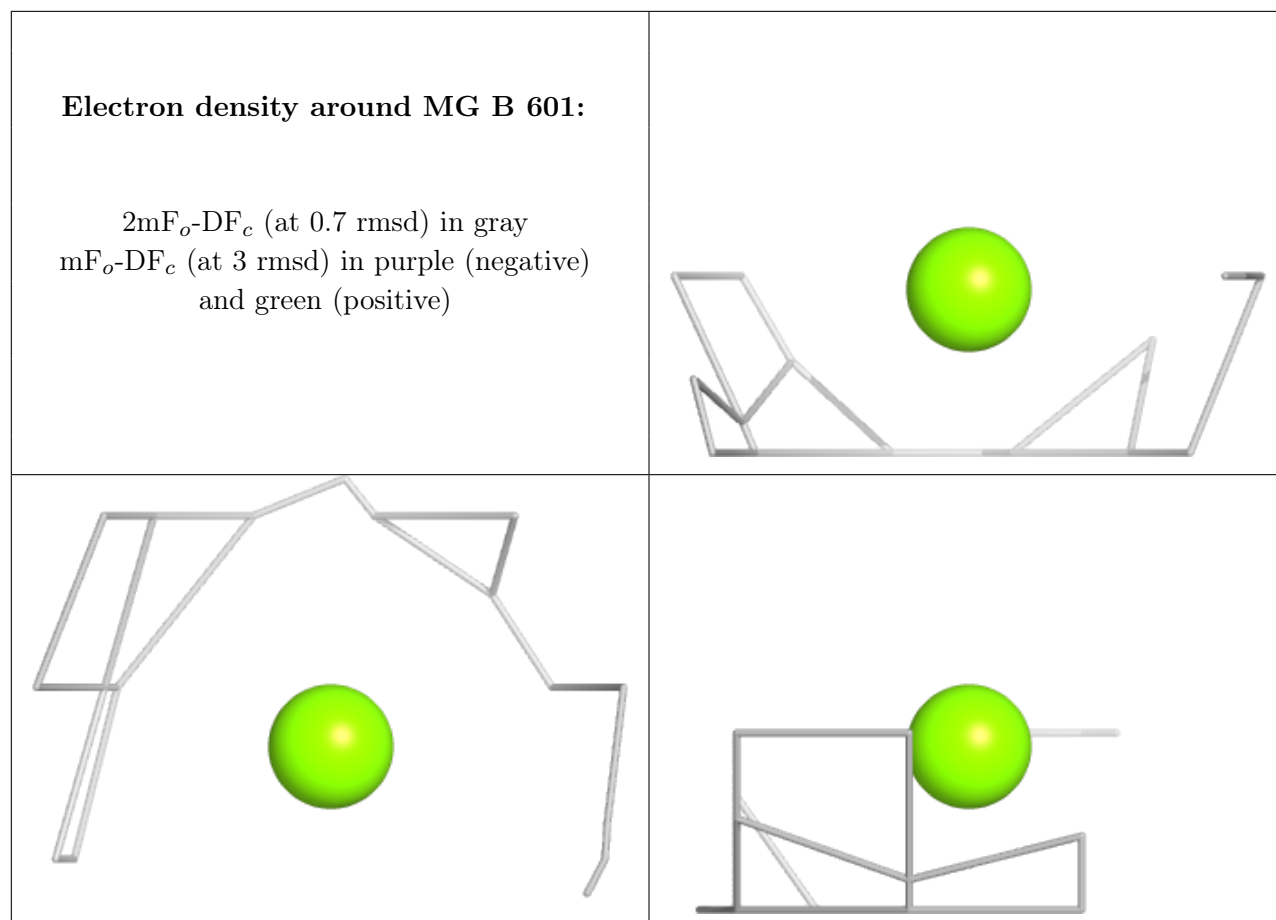 Electron density around MG B 601:
2mFo-DFc (at 0.7 rmsd) in gray
mFo-DFc (at 3 rmsd) in purple (negative)
and green (positive)